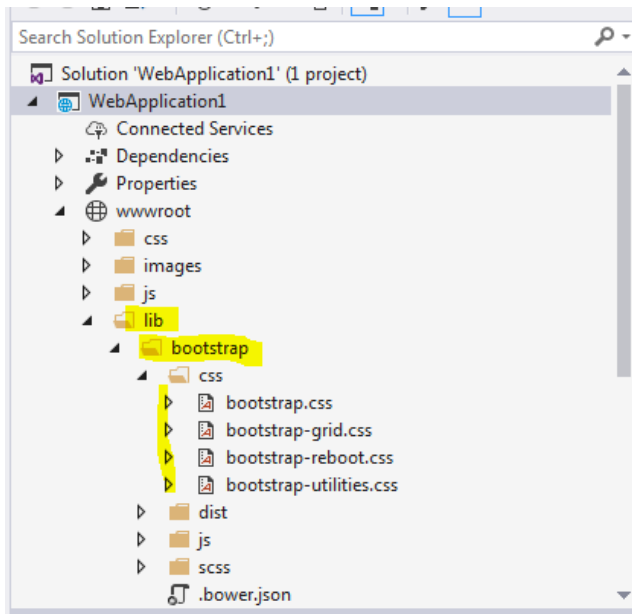 Search Solution Explorer (Ctrl+;)
Solution 'WebApplication1' (1 project)
WebApplication1
Connected Services
Dependencies
Properties
wwwroot
css
images
js
lib
bootstrap
css
bootstrap.css
bootstrap-grid.css
bootstrap-reboot.css
bootstrap-utilities.css
dist
js
scss
.bower.json